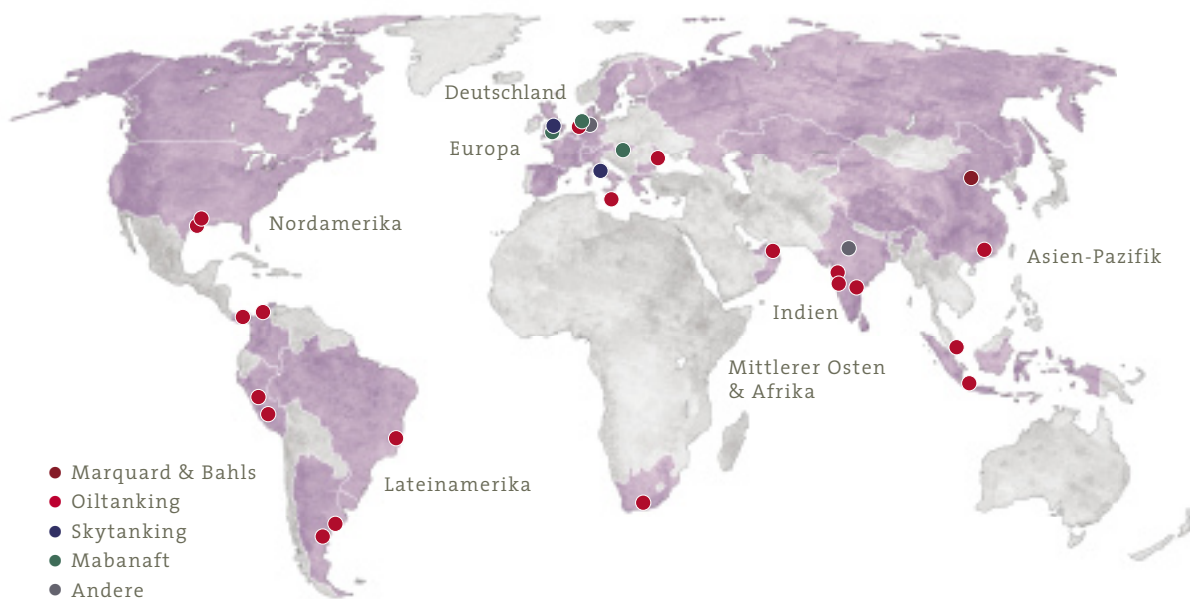 Deutschland
Europa
Nordamerika
Asien-Pazifik
Indien
Mittlerer Osten
& Afrika
Lateinamerika
Marquard & Bahls
Oiltanking
Skytanking
Mabanaft
Andere